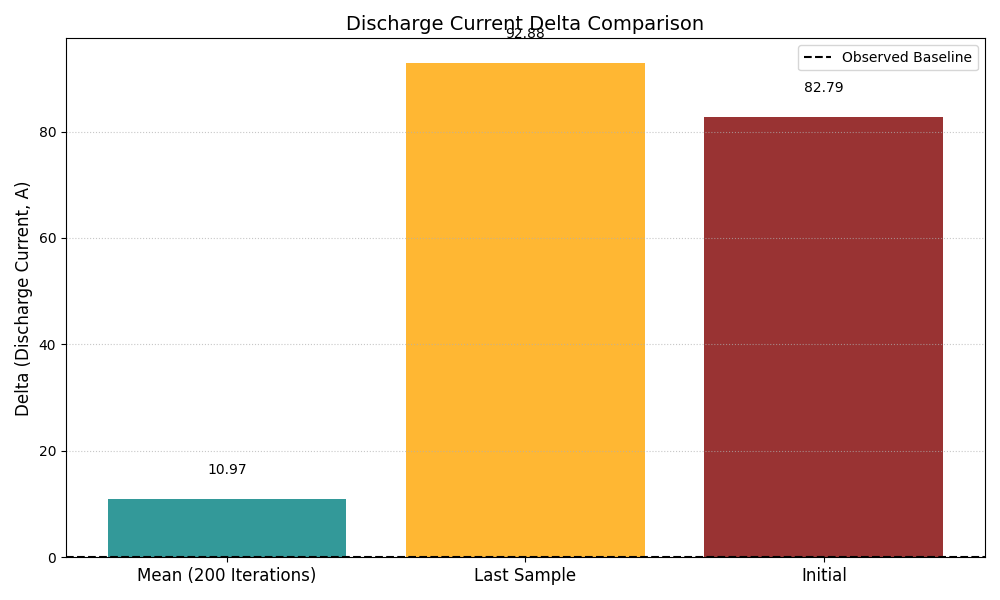 Discharge Current Delta Comparison
92.88
Observed Baseline
82.79
10.97
Delta (Discharge Current, A)
80
60
40
20
0
Mean (200 Iterations)
Last Sample
Initial